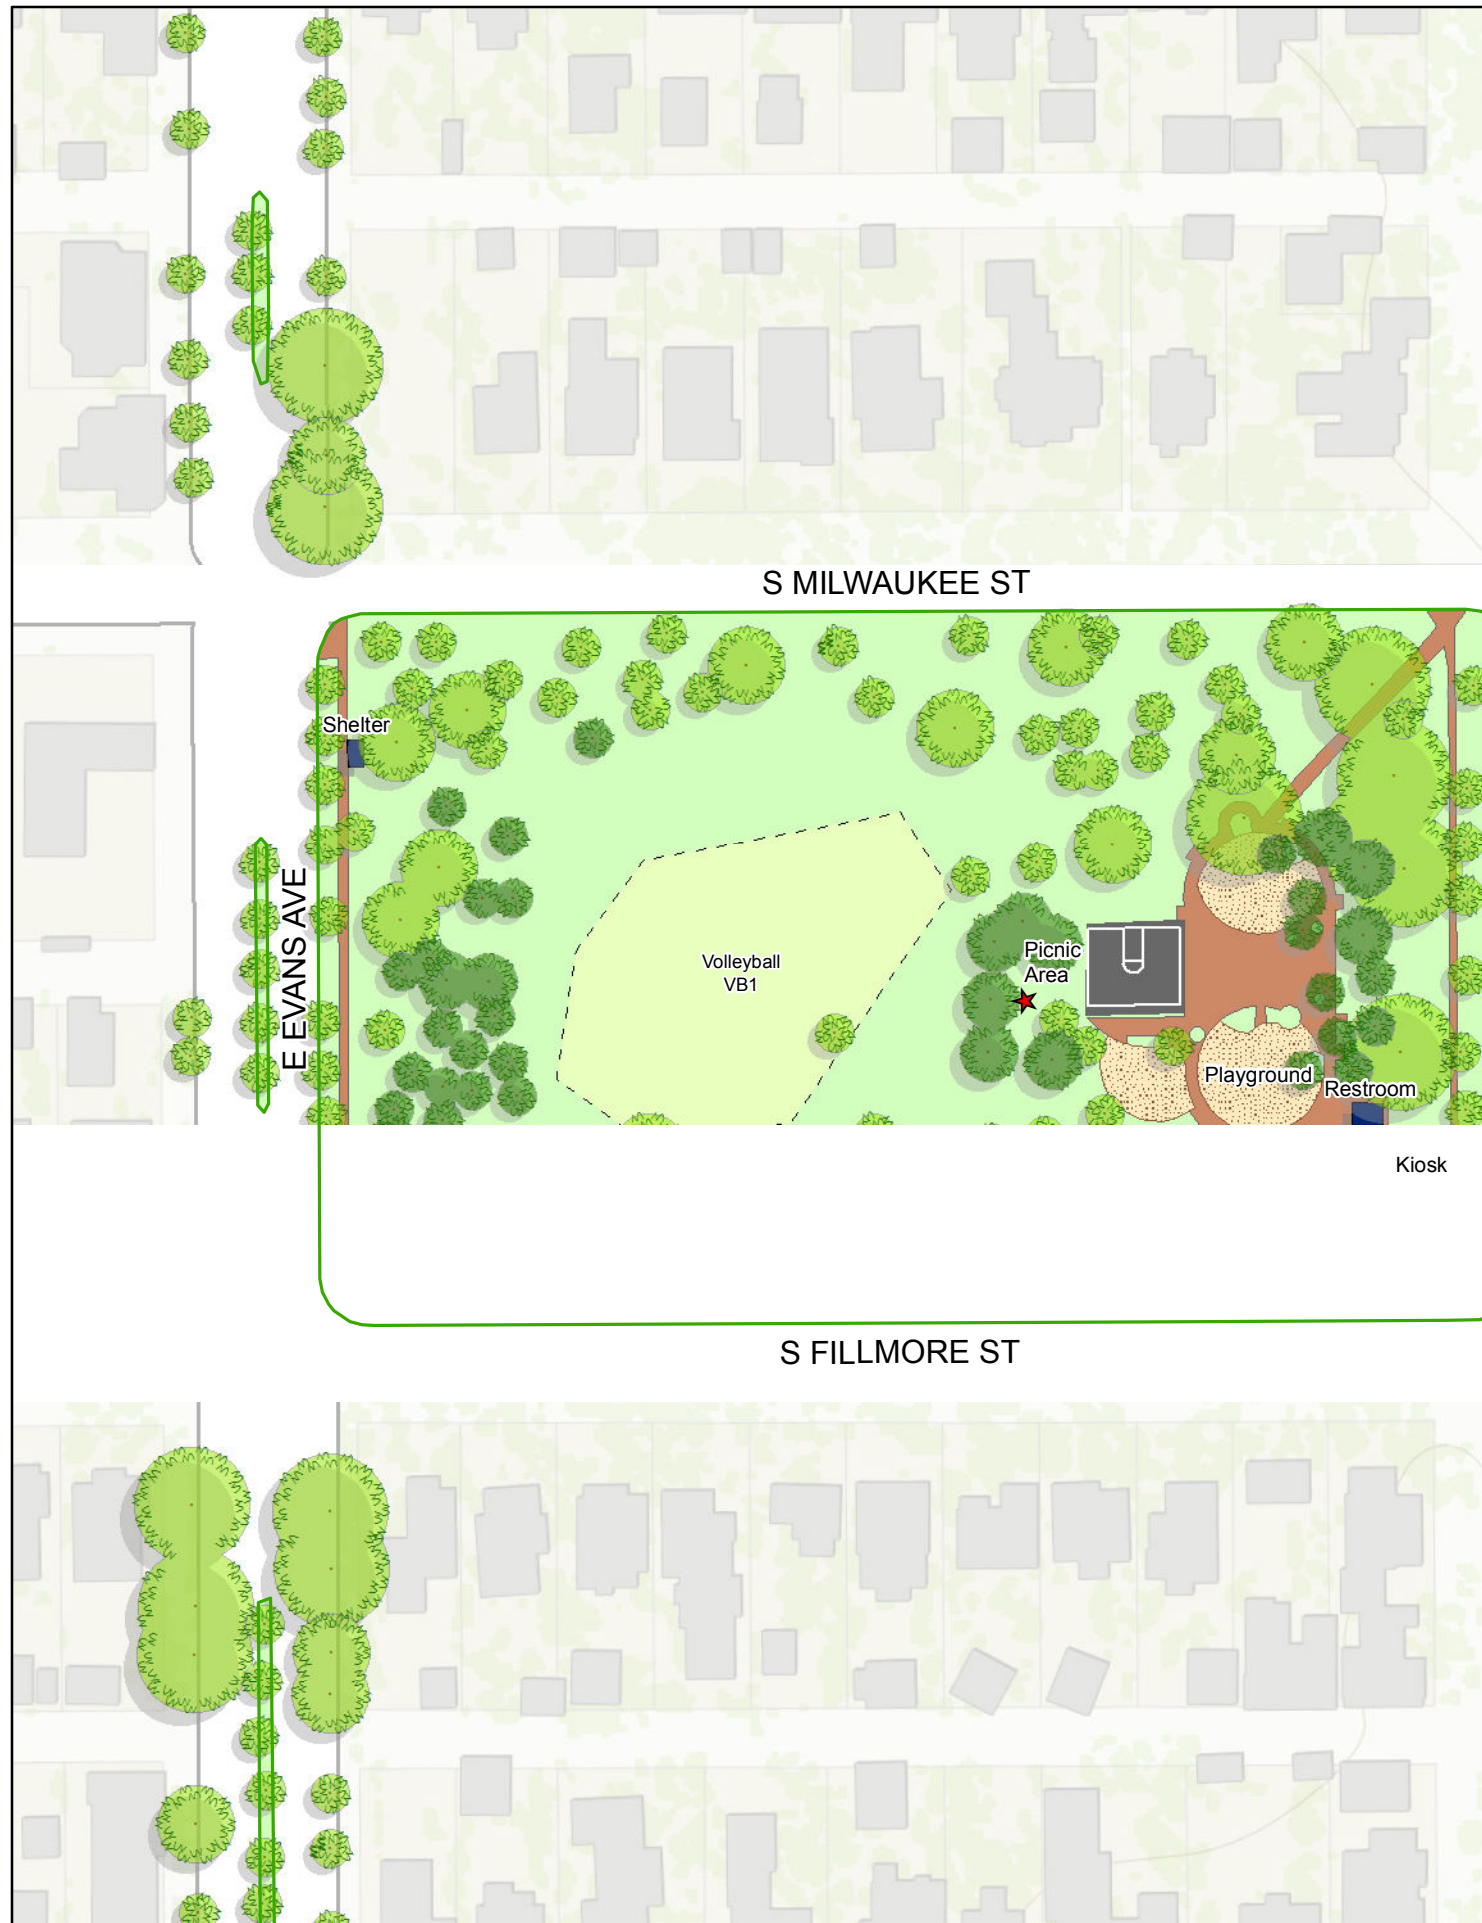 S MILWAUKEE ST
Shelter
E EVANS AVE
Volleyball
VB1
Picnic
Area
Playground
Restroom
Kiosk
S FILLMORE ST